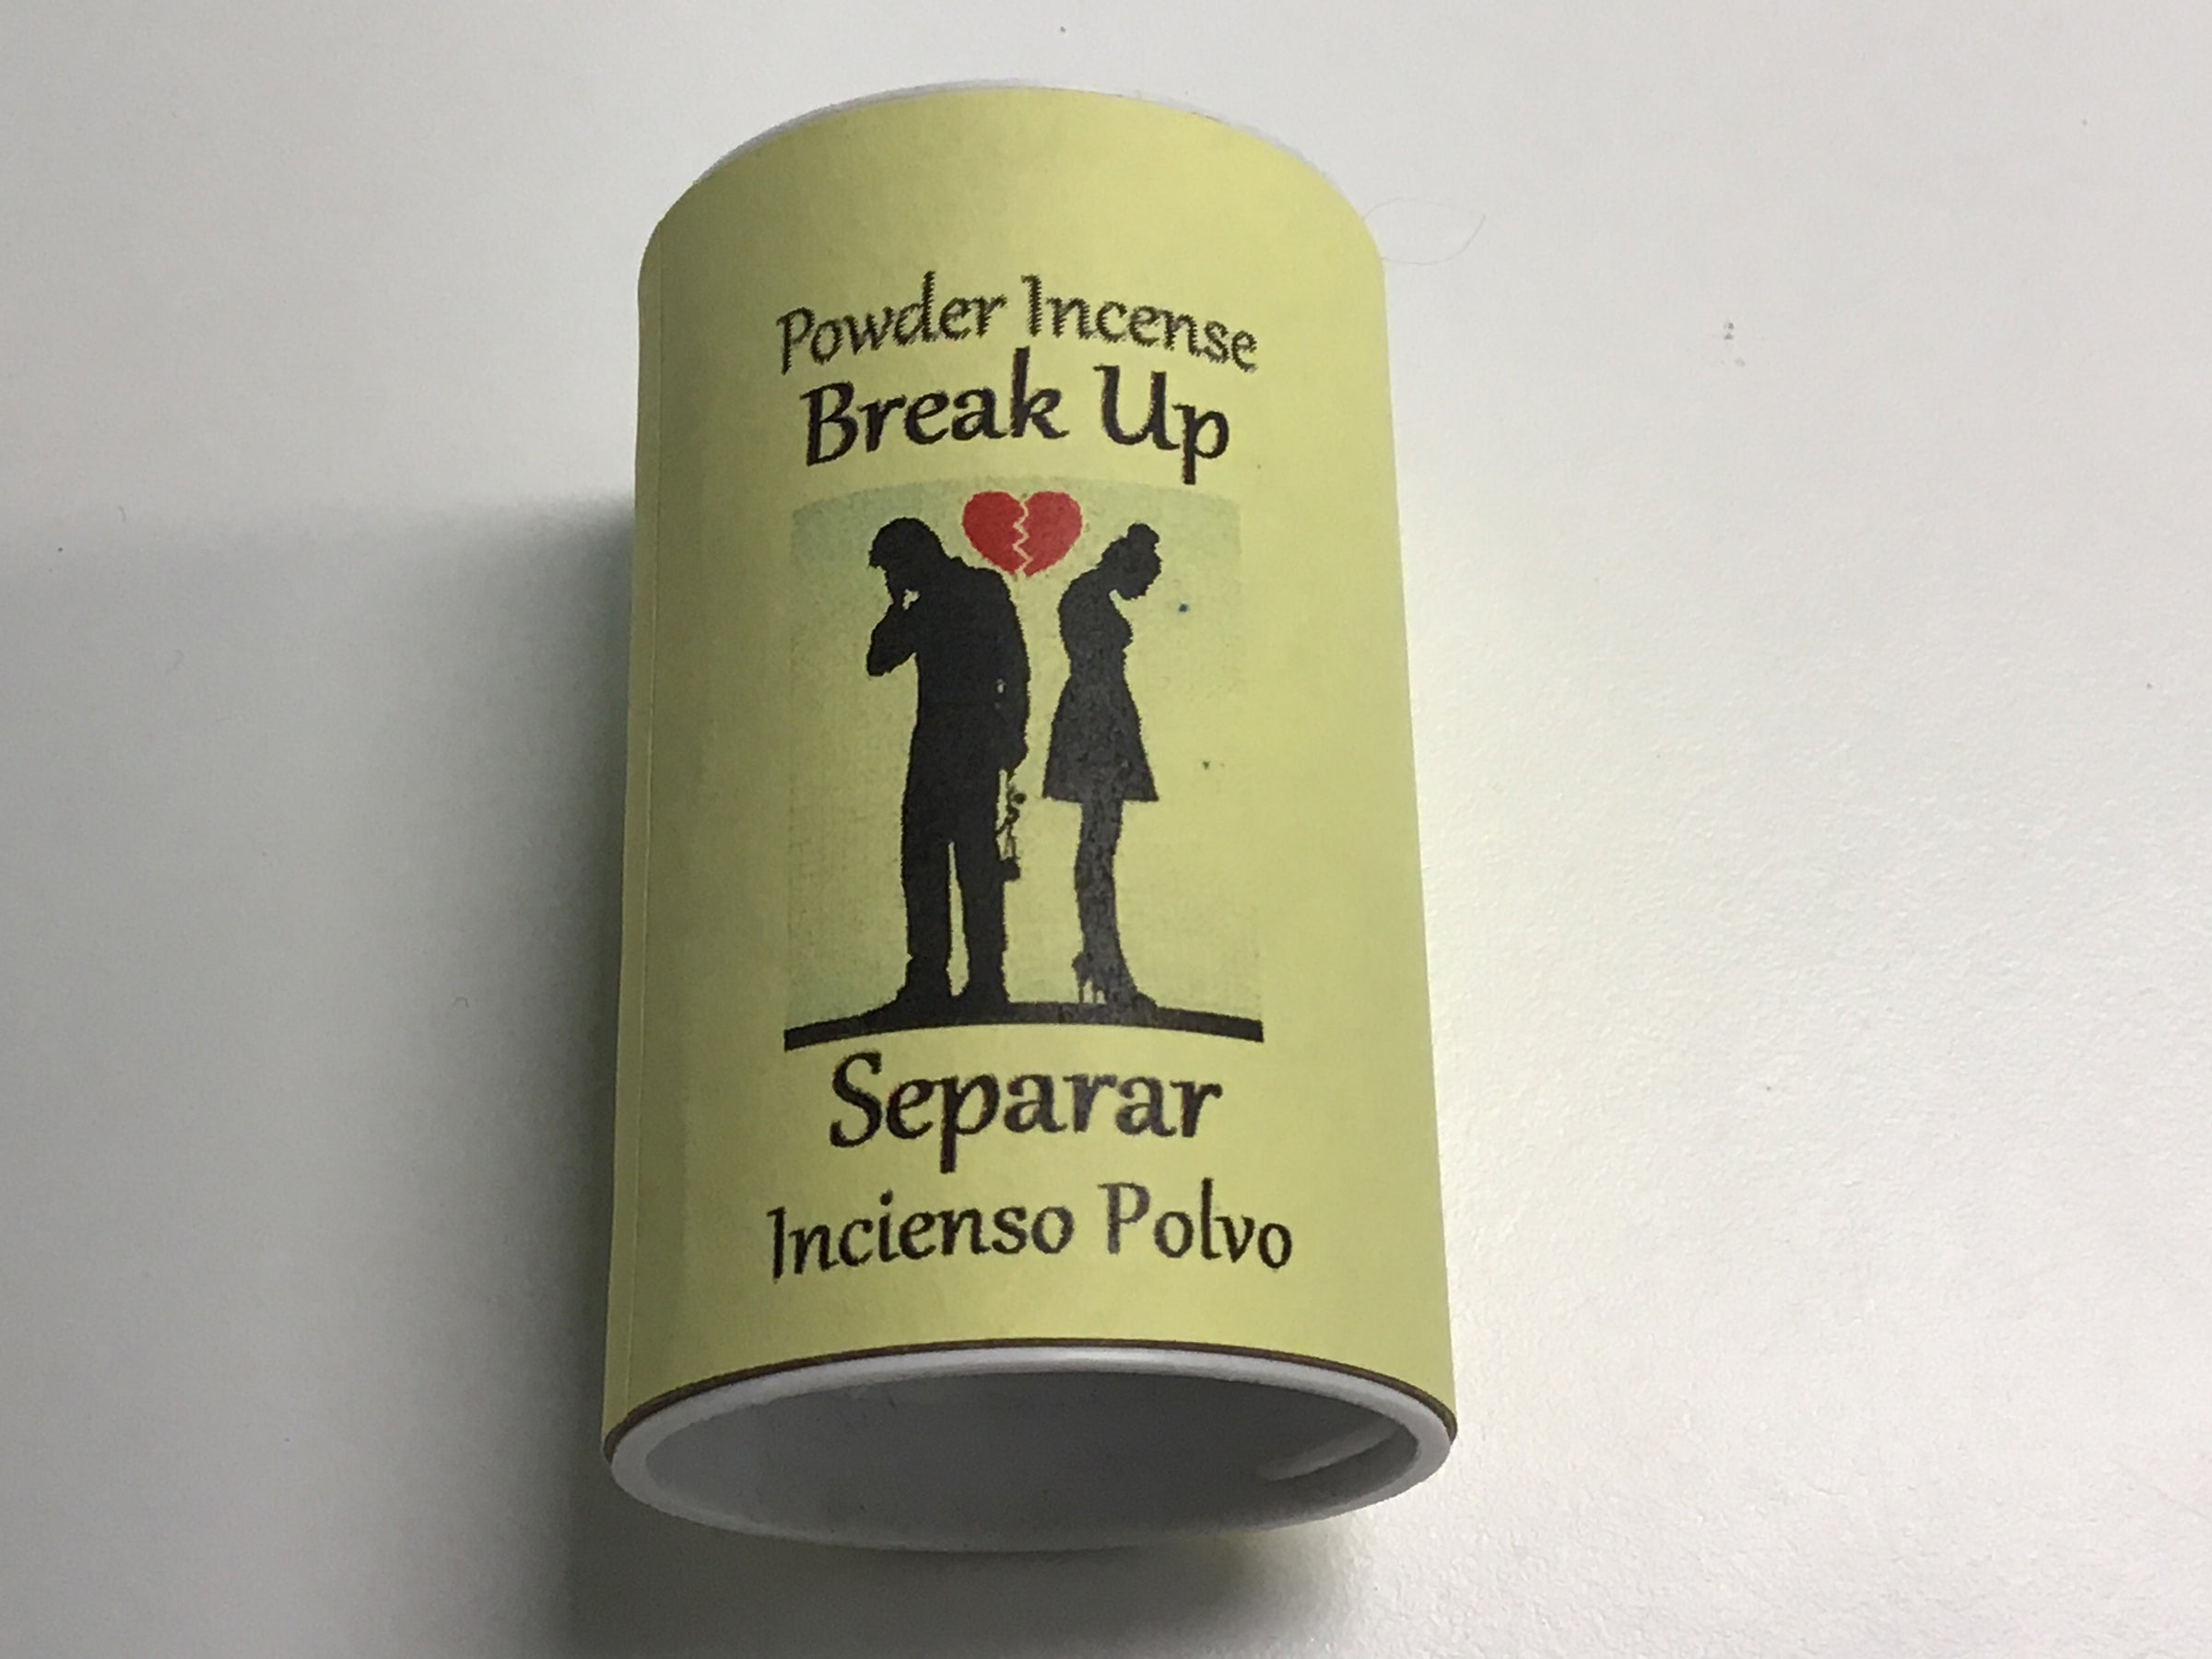 Powder Incense
Break Up
Separar
Incienso Polvo